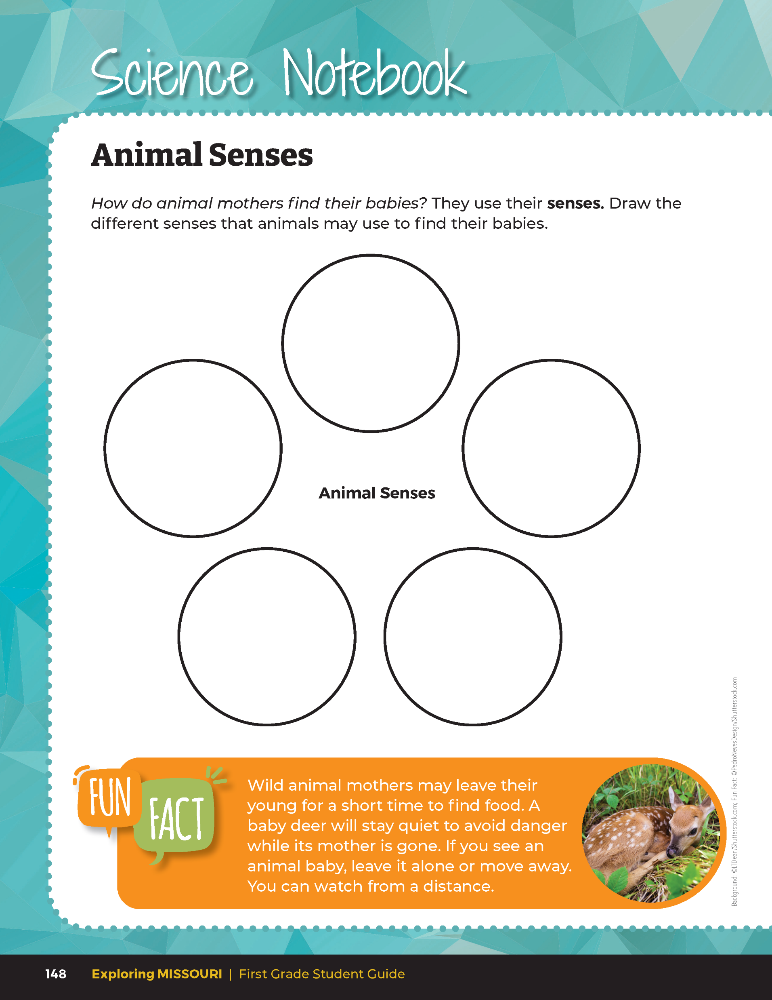 Science Notebook
Animal Senses
How do animal mothers find their babies? They use their senses. Draw the
different senses that animals may use to find their babies.
Animal Senses
FUN
FACT
Wild animal mothers may leave their
young for a short time to find food. A
baby deer will stay quiet to avoid danger
while its mother is gone. If you see an
animal baby, leave it alone or move away.
You can watch from a distance.
Background: ©LTDean/Shutterstock.com; Fun Fact: ©PedroNevesDesign/Shutterstock.com
148 Exploring MISSOURI | First Grade Student Guide